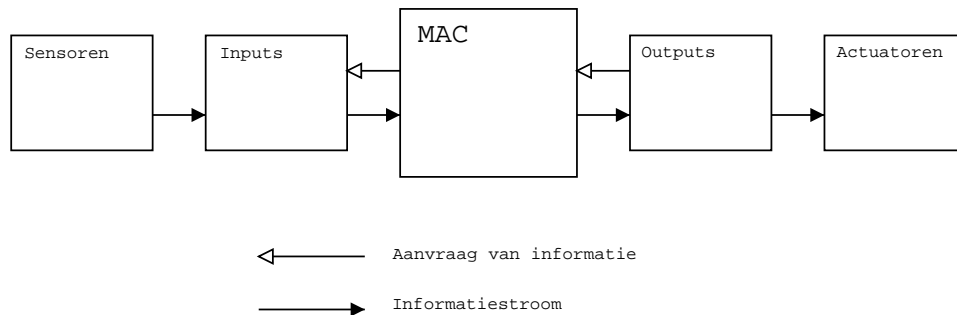 Sensoren
Inputs
MAC
Outputs
Actuatoren
Aanvraag van informatie
Informatiestroom